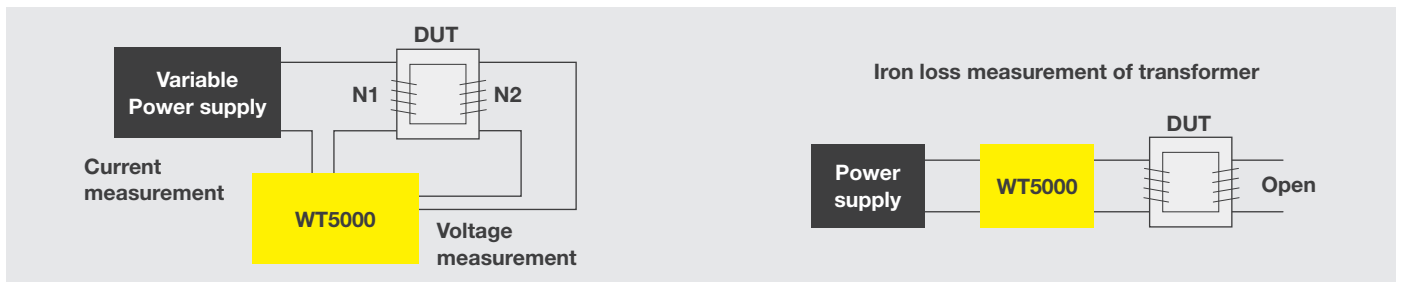 DUT
Variable
Power supply
N1
N2
Current
measurement
WT5000
Voltage
measurement
Iron loss measurement of transformer
DUT
Power
supply
WT5000
Open